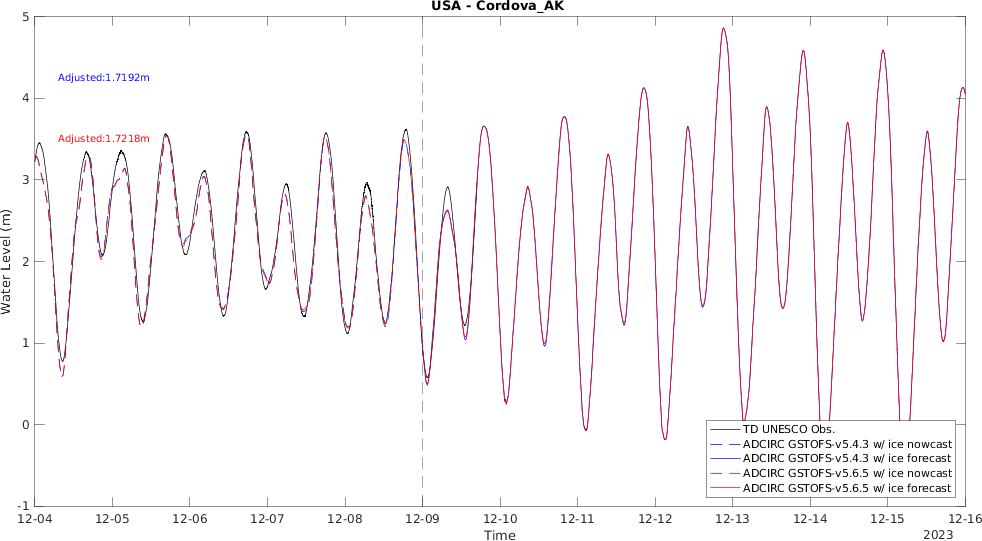 USA - Cordova_AK
5
4
3
2
1
0
-1
Water Level (m)
Adjusted:1.7192m
Adjusted:1.7218m
TD UNESCO Obs.
ADCIRC GSTOFS-v5.4.3 w/ ice nowcast
ADCIRC GSTOFS-v5.4.3 w/ ice forecast
ADCIRC GSTOFS-v5.6.5 w/ ice nowcast
ADCIRC GSTOFS-v5.6.5 w/ ice forecast
12-04 12-05 12-06 12-07 12-08 12-09 12-10 12-11 12-12 12-13 12-14 12-15 12-16
Time
2023